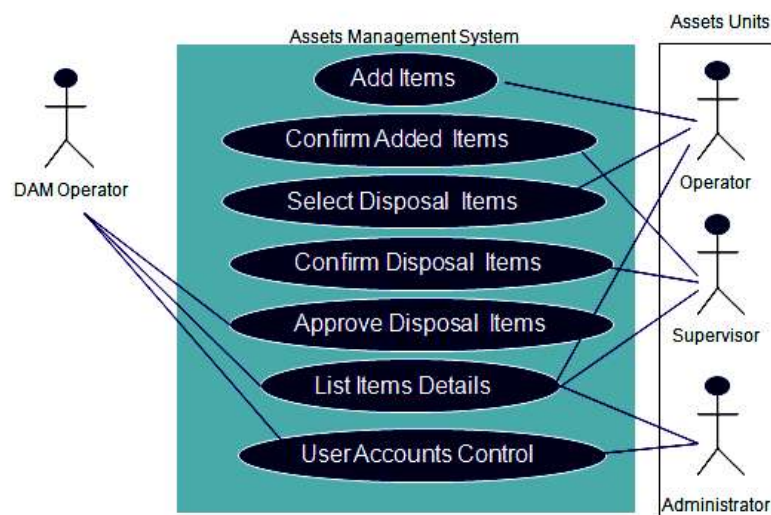 Assets Units
Assets Management System
Add Items
Confirm Added Items
DAM Operator
Operator
Select Disposal Items
Confirm Disposal Items
Approve Disposal Items
Supervisor
List Items Details
User Accounts Control
Administrator